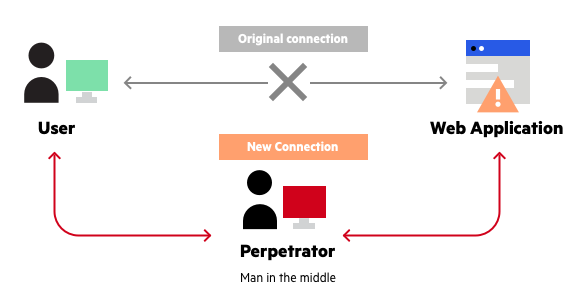 Original connection
User
Web Application
New Connection
Perpetrator
Man in the middle